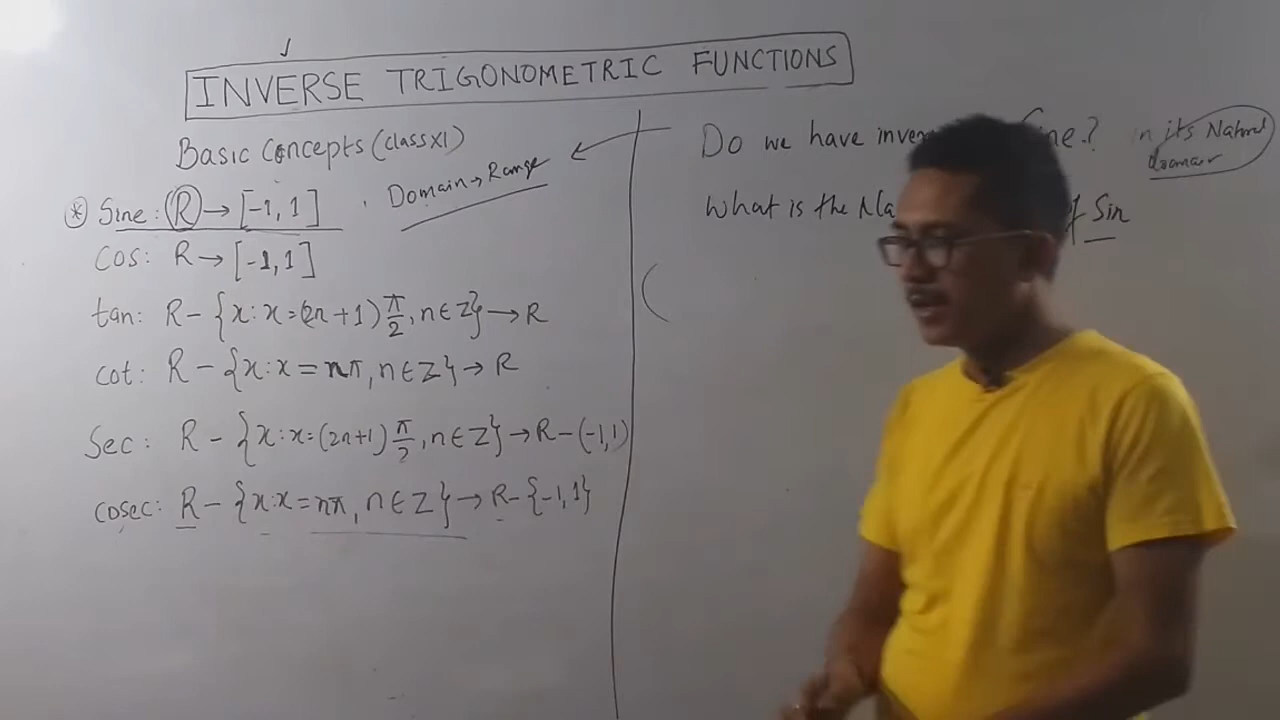 INVERSE TRIGONOMETRIC FUNCTIONS
Basic Concepts (class XI)
* Sine: R → [-1, 1] . Domain → Range
cos: R → [-1, 1]
tan: R - {x : x = (2n + 1) π/2, n ∈ Z} → R
cot: R - {x : x = nπ, n ∈ Z} → R
Sec: R - {x : x = (2n+1) π/2, n ∈ Z} → R - (-1, 1)
cosec: R - {x : x = nπ, n ∈ Z} → R - {-1, 1}
Do we have ? in its Natural
What is the Sin